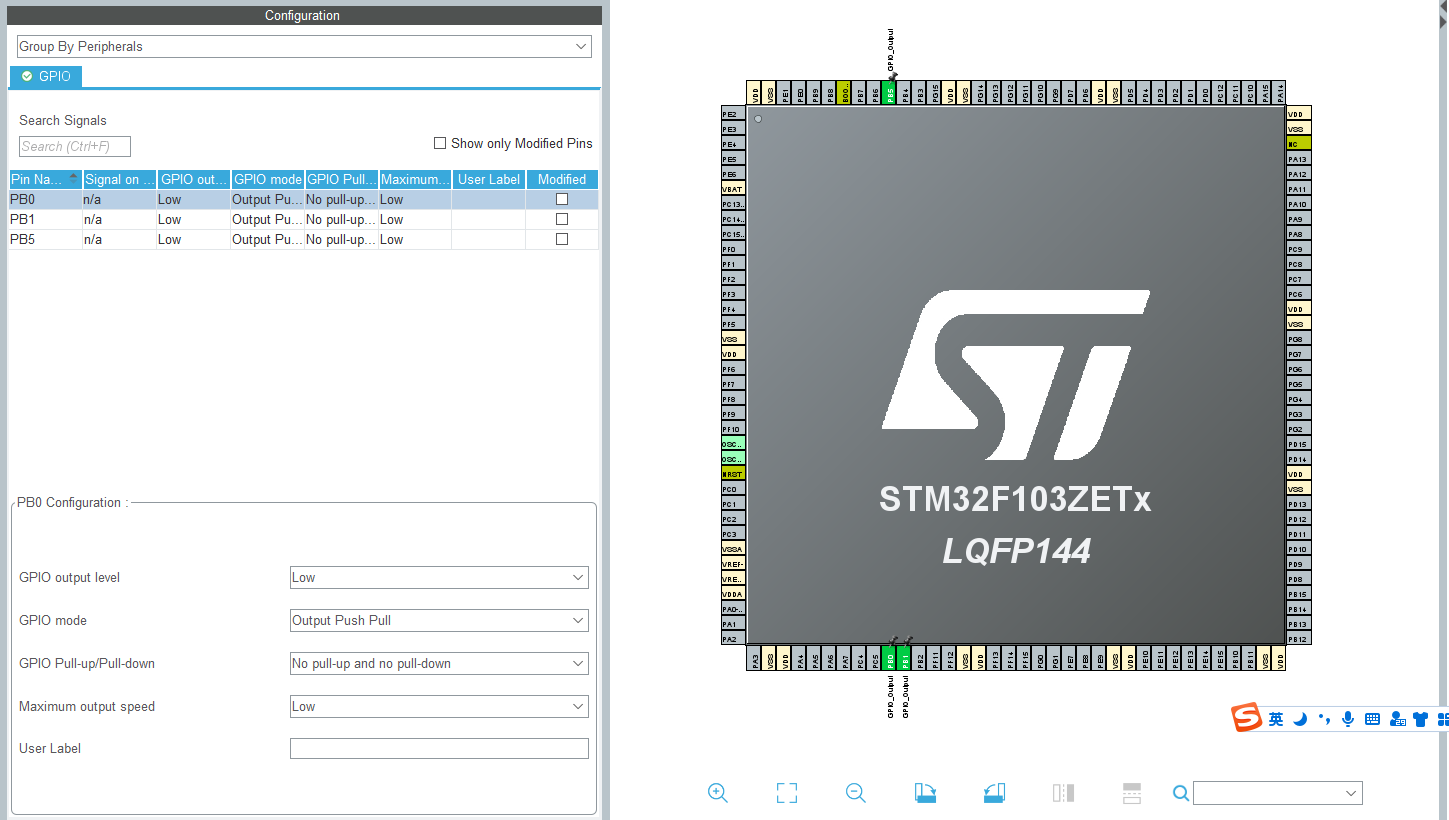 Configuration
Group By Peripherals
GPIO
Search Signals
Search (Ctrl+F)
Show only Modified Pins
Pin Na... Signal on ... GPIO out... GPIO mode GPIO Pull... Maximum... User Label Modified
PB0 n/a Low Output Pu... No pull-up... Low
PB1 n/a Low Output Pu... No pull-up... Low
PB5 n/a Low Output Pu... No pull-up... Low
PB0 Configuration :
GPIO output level Low
GPIO mode Output Push Pull
GPIO Pull-up/Pull-down No pull-up and no pull-down
Maximum output speed Low
User Label
GPIO_Output
VDD VSS PE1 PE0 PB9 PB8 BOO.. PB7 PB6 PB5 PB4 PB3 PG15 VDD VSS PG14 PG13 PG12 PG11 PG10 PG9 PD7 PD6 VDD VSS PD5 PD4 PD3 PD2 PD1 PD0 PC12 PC11 PC10 PA15 PA14
PE2
PE3
PE4
PE5
PE6
VBAT
PC13..
PC14..
PC15..
PF0
PF1
PF2
PF3
PF4
PF5
VSS
VDD
PF6
PF7
PF8
PF9
PF10
OSC..
OSC..
NRST
PC0
PC1
PC2
PC3
VSSA
VREF-
VRE..
VDDA
PA0-..
PA1
PA2
STM32F103ZETx
LQFP144
VDD
VSS
NC
PA13
PA12
PA11
PA10
PA9
PA8
PC9
PC8
PC7
PC6
VDD
VSS
PG8
PG7
PG6
PG5
PG4
PG3
PG2
PD15
PD14
VDD
VSS
PD13
PD12
PD11
PD10
PD9
PD8
PB15
PB14
PB13
PB12
PA3 VSS VDD PA4 PA5 PA6 PA7 PC4 PC5 PB0 PB1 PB2 PF11 PF12 VSS VDD PF13 PF14 PF15 PG0 PG1 PE7 PE8 PE9 VSS VDD PE10 PE11 PE12 PE13 PE14 PE15 PB10 PB11 VSS VDD
GPIO_Output GPIO_Output
英